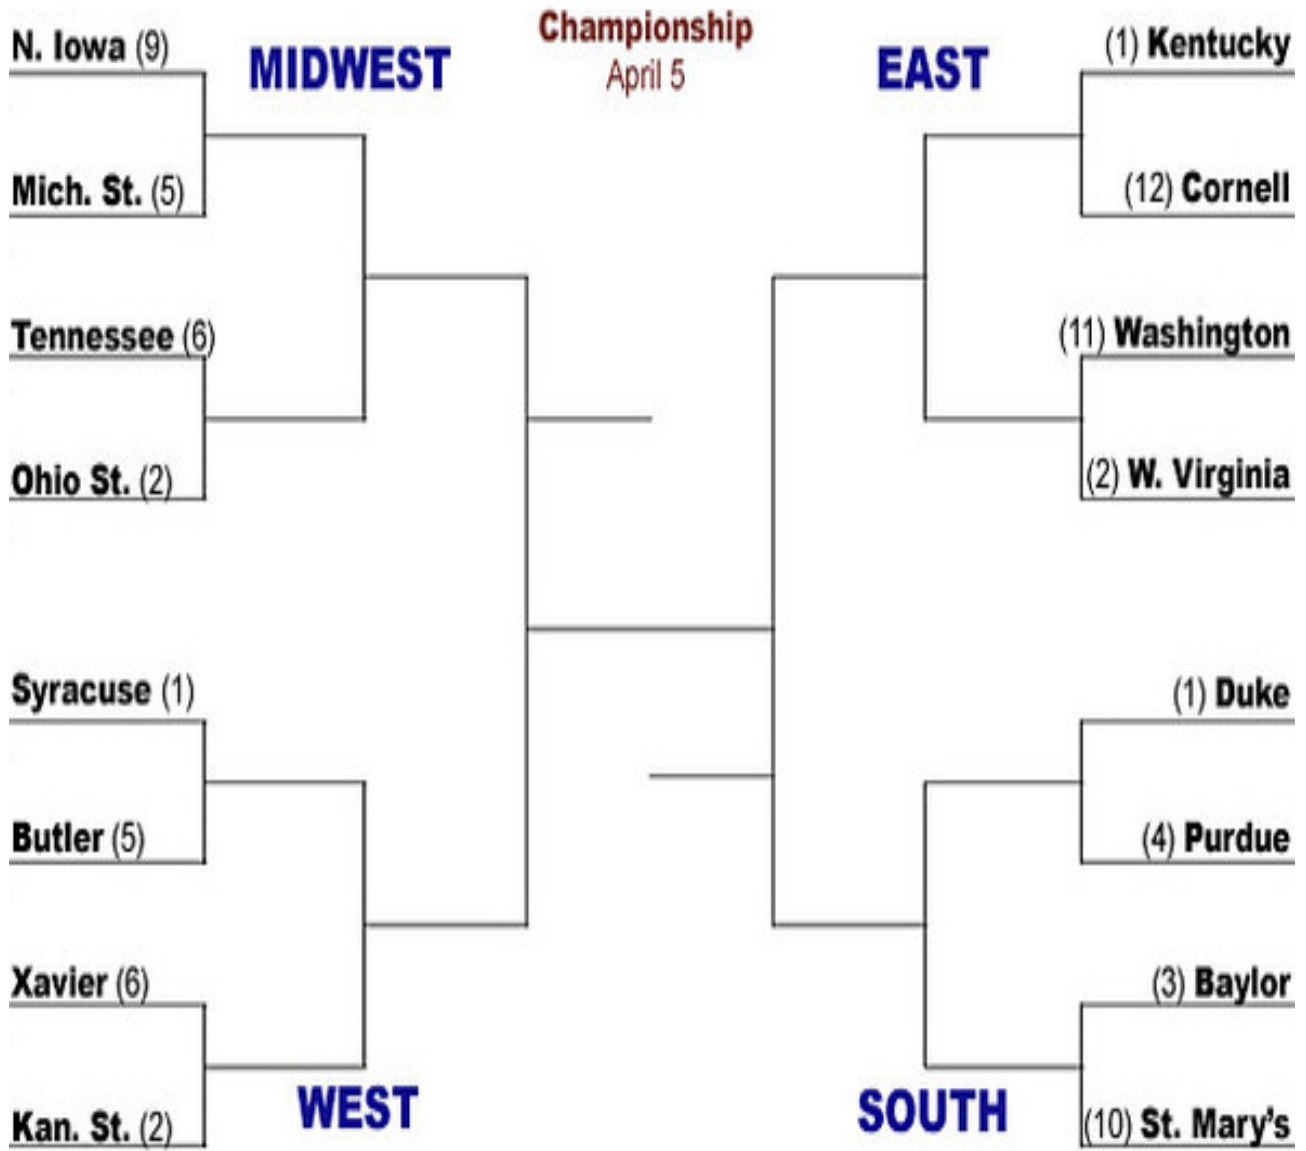 Championship
April 5
MIDWEST
N. Iowa (9)
Mich. St. (5)
Tennessee (6)
Ohio St. (2)
Syracuse (1)
Butler (5)
Xavier (6)
Kan. St. (2)
WEST
EAST
(1) Kentucky
(12) Cornell
(11) Washington
(2) W. Virginia
(1) Duke
(4) Purdue
(3) Baylor
(10) St. Mary's
SOUTH